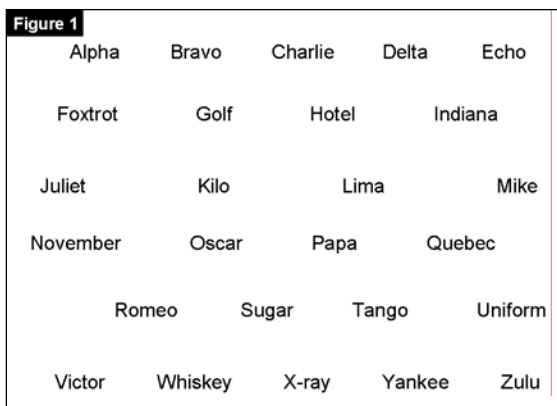 Figure 1
Alpha Bravo Charlie Delta Echo
Foxtrot Golf Hotel Indiana
Juliet Kilo Lima Mike
November Oscar Papa Quebec
Romeo Sugar Tango Uniform
Victor Whiskey X-ray Yankee Zulu